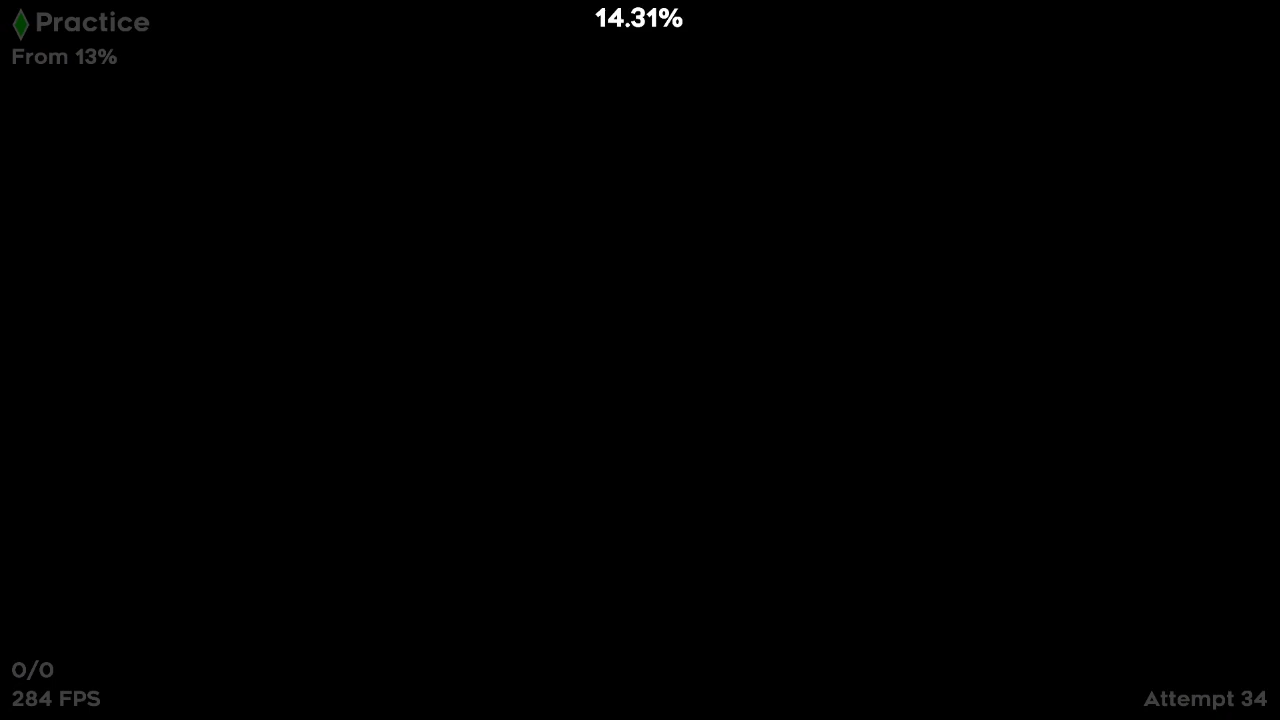 Practice
14.31%
From 13%
0/0
284 FPS
Attempt 34